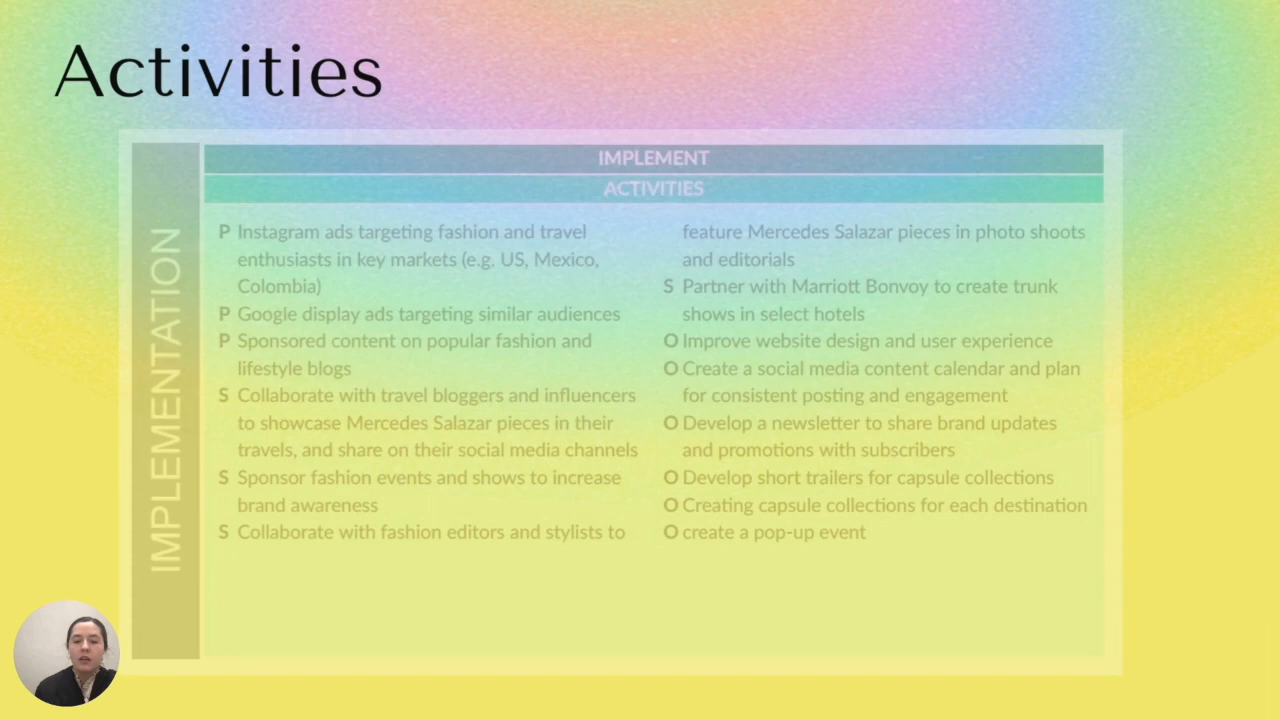 Activities
IMPLEMENT
ACTIVITIES
IMPLEMENTATION
P Instagram ads targeting fashion and travel
enthusiasts in key markets (e.g. US, Mexico,
Colombia)
P Google display ads targeting similar audiences
P Sponsored content on popular fashion and
lifestyle blogs
S Collaborate with travel bloggers and influencers
to showcase Mercedes Salazar pieces in their
travels, and share on their social media channels
S Sponsor fashion events and shows to increase
brand awareness
S Collaborate with fashion editors and stylists to
feature Mercedes Salazar pieces in photo shoots
and editorials
S Partner with Marriott Bonvoy to create trunk
shows in select hotels
O Improve website design and user experience
O Create a social media content calendar and plan
for consistent posting and engagement
O Develop a newsletter to share brand updates
and promotions with subscribers
O Develop short trailers for capsule collections
O Creating capsule collections for each destination
O create a pop-up event